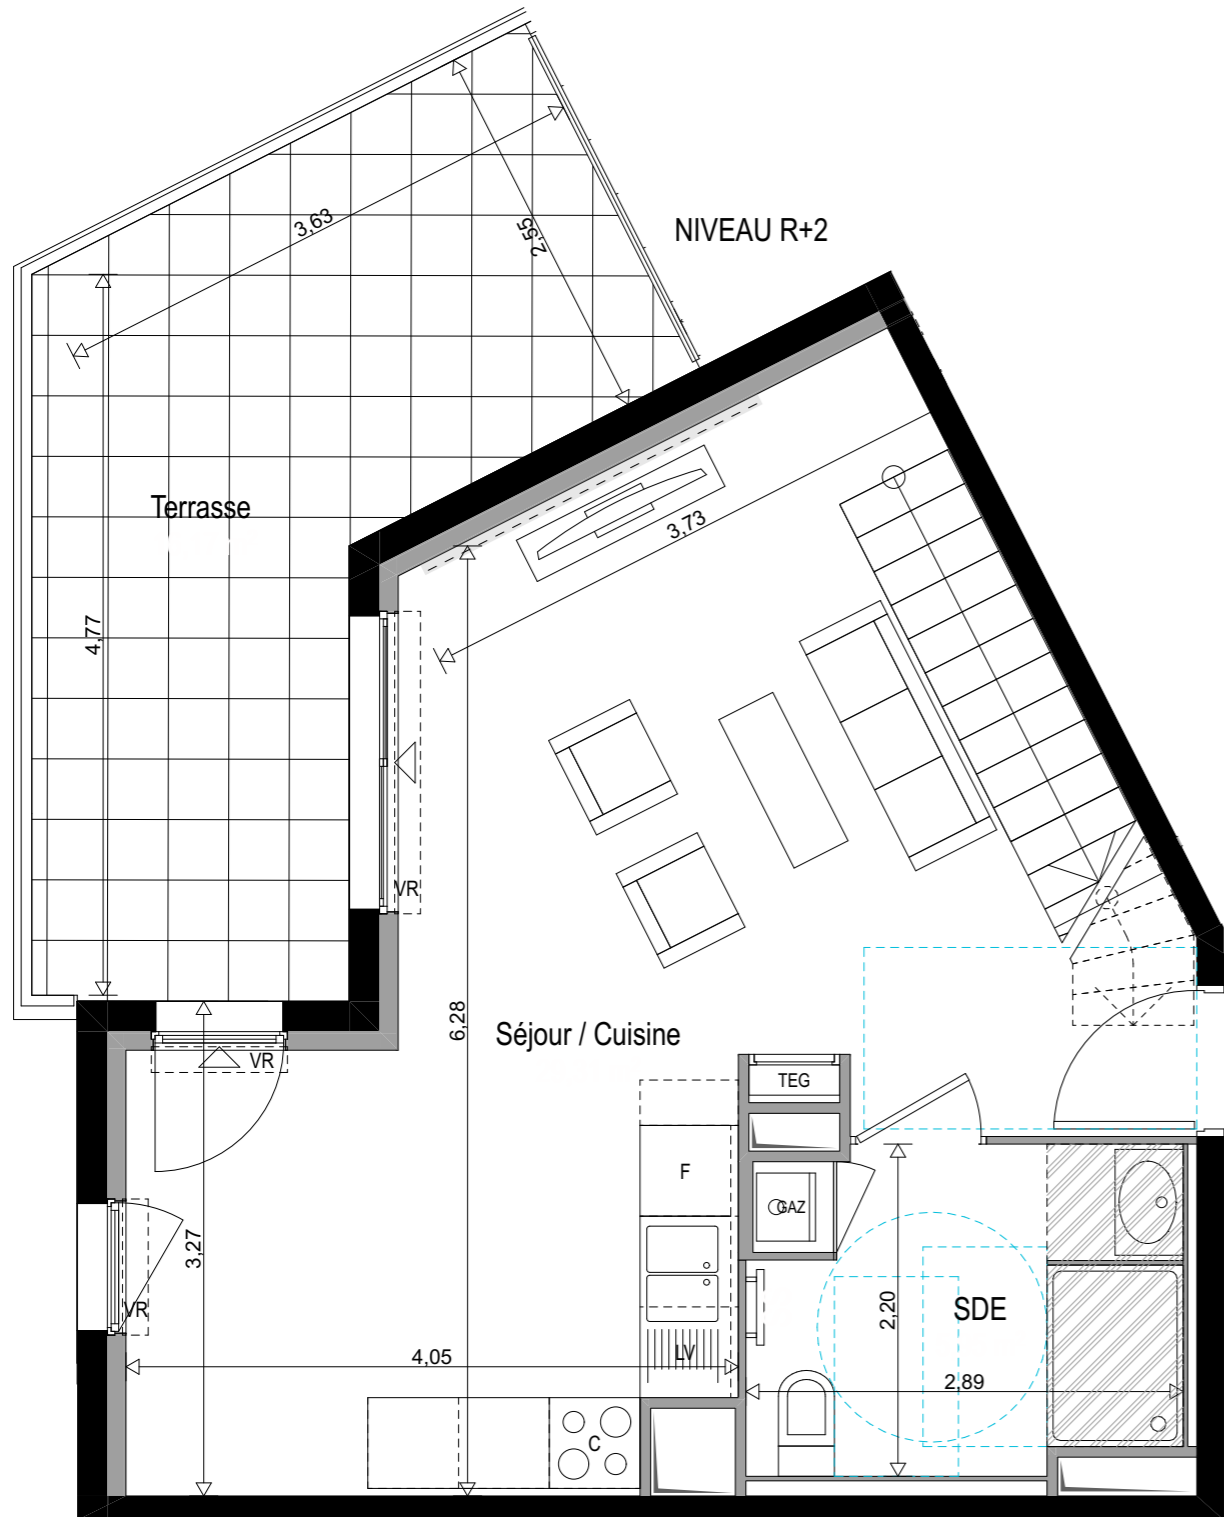 3,63
2,55
NIVEAU R+2
Terrasse
3,73
4,77
VR
6,28
Séjour / Cuisine
VR
TEG
F
GAZ
3,27
VR
2,20
SDE
LV
4,05
2,89
C